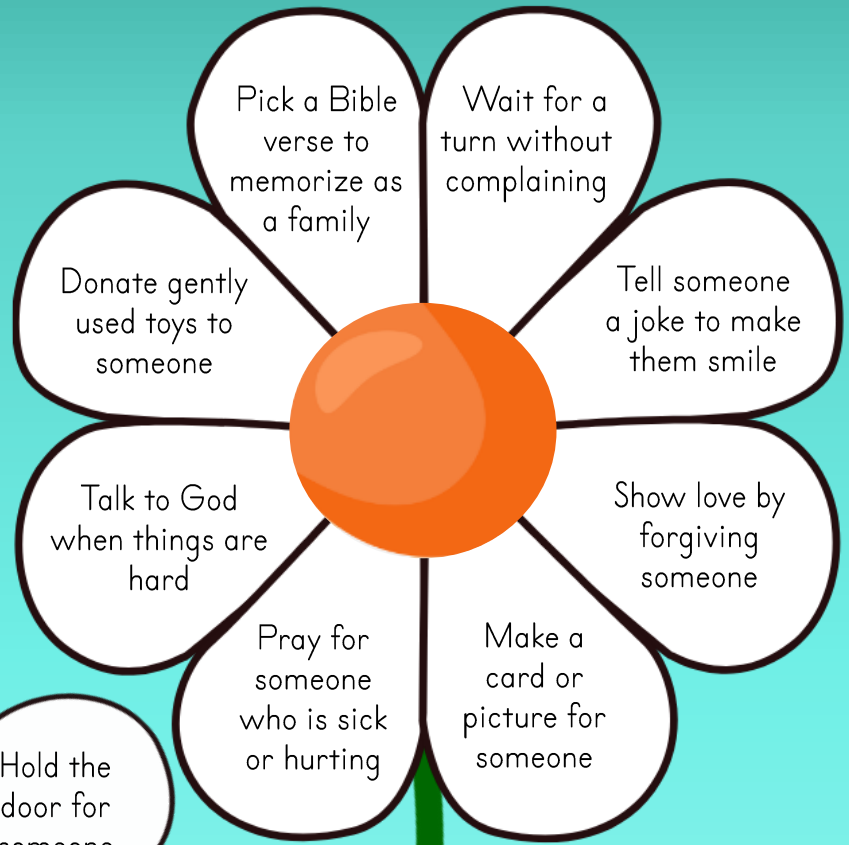 Pick a Bible
verse to
memorize as
a family
Wait for a
turn without
complaining
Tell someone
a joke to make
them smile
Show love by
forgiving
someone
Make a
card or
picture for
someone
Pray for
someone
who is sick
or hurting
Talk to God
when things are
hard
Donate gently
used toys to
someone
Hold the
door for
someone